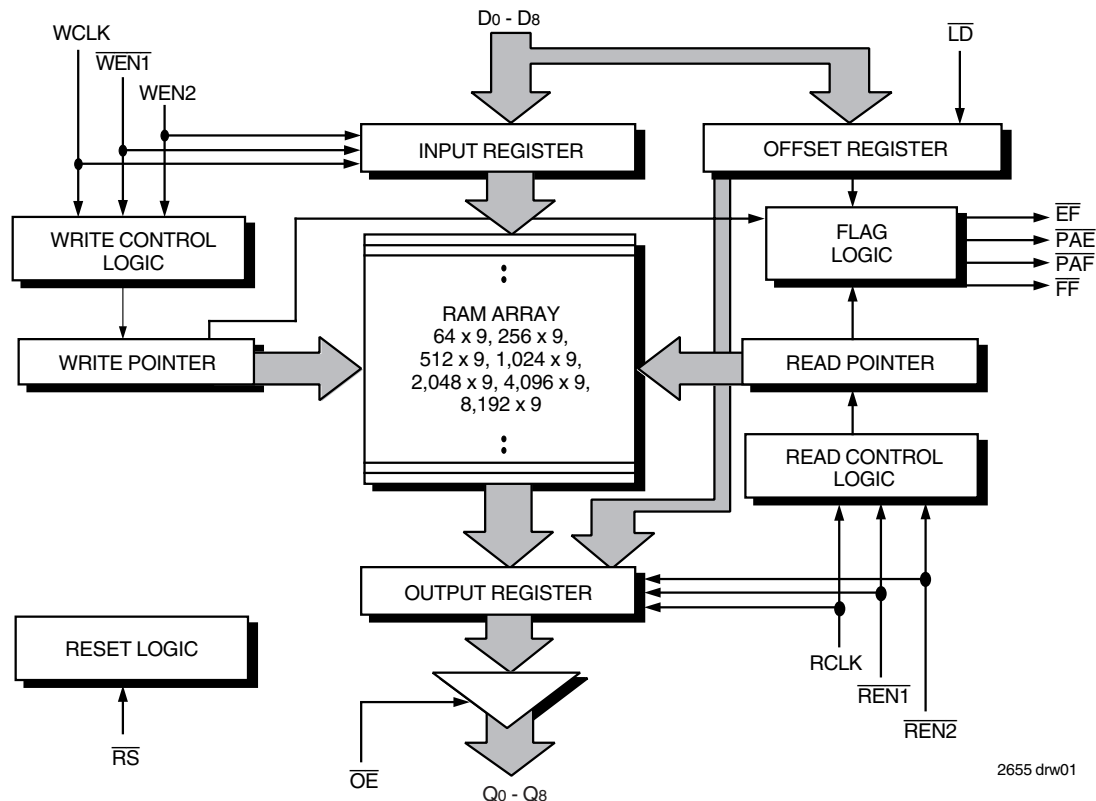 D0 - D8
WCLK
WEN1
WEN2
LD
INPUT REGISTER
OFFSET REGISTER
WRITE CONTROL
LOGIC
FLAG
LOGIC
EF
PAE
PAF
FF
RAM ARRAY
64 x 9, 256 x 9,
512 x 9, 1,024 x 9,
2,048 x 9, 4,096 x 9,
8,192 x 9
WRITE POINTER
READ POINTER
READ CONTROL
LOGIC
OUTPUT REGISTER
RESET LOGIC
RCLK
REN1
REN2
RS
OE
Q0 - Q8
2655 drw01